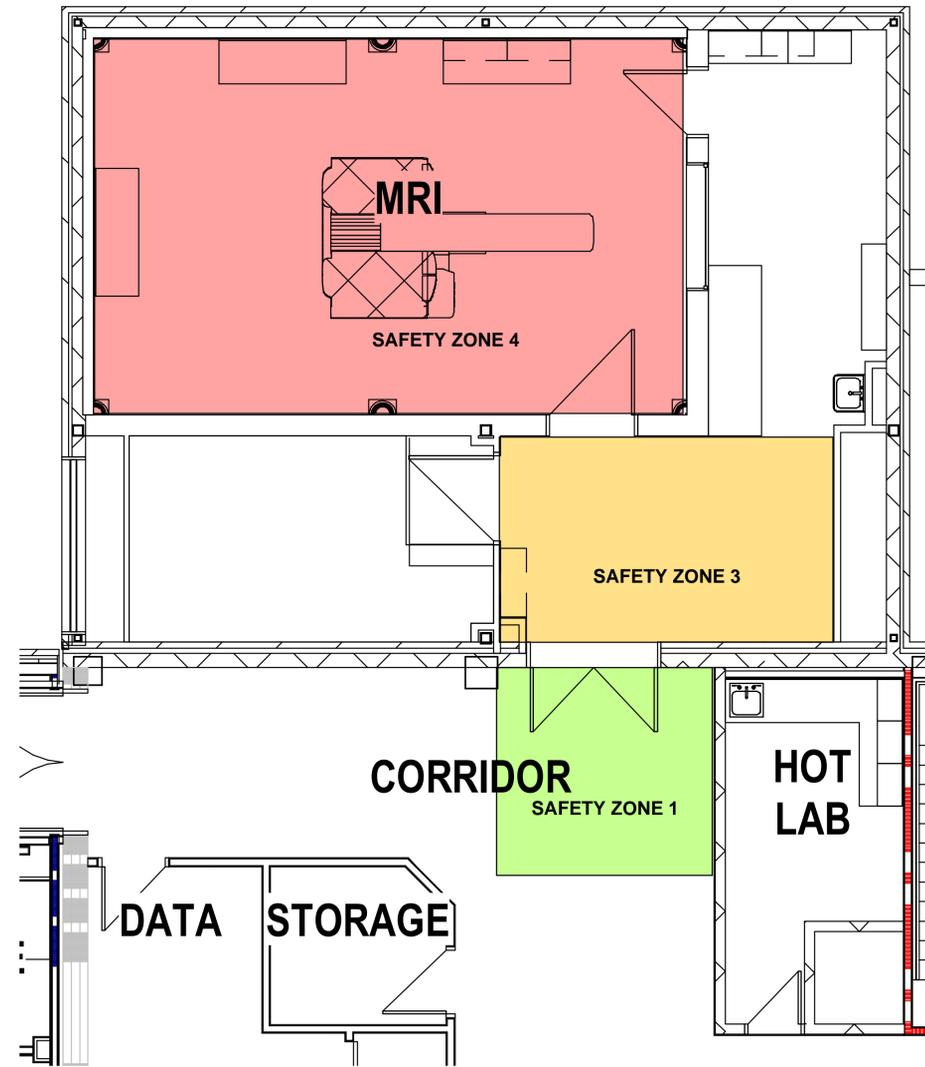 MRI
SAFETY ZONE 4
SAFETY ZONE 3
CORRIDOR
SAFETY ZONE 1
HOT
LAB
DATA
STORAGE